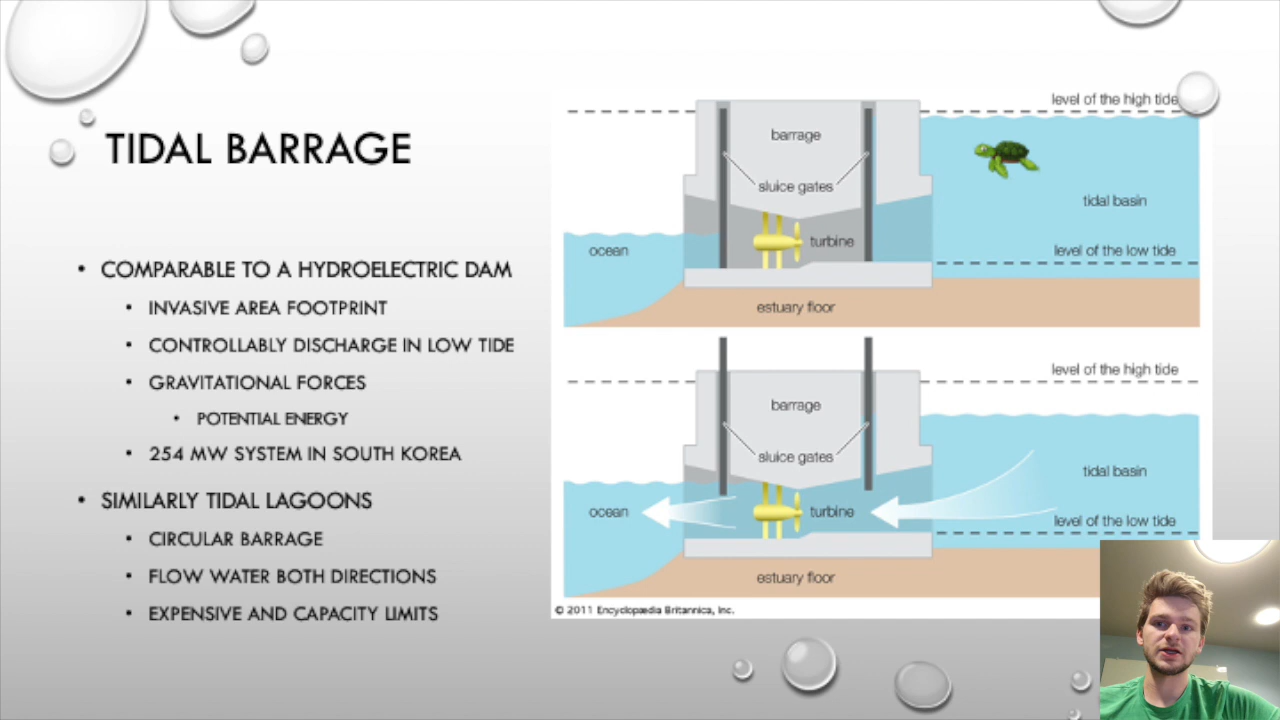 TIDAL BARRAGE
• COMPARABLE TO A HYDROELECTRIC DAM
• INVASIVE AREA FOOTPRINT
• CONTROLLABLY DISCHARGE IN LOW TIDE
• GRAVITATIONAL FORCES
• POTENTIAL ENERGY
• 254 MW SYSTEM IN SOUTH KOREA
• SIMILARLY TIDAL LAGOONS
• CIRCULAR BARRAGE
• FLOW WATER BOTH DIRECTIONS
• EXPENSIVE AND CAPACITY LIMITS
level of the high tide
barrage
sluice gates
tidal basin
ocean
turbine
level of the low tide
estuary floor
level of the high tide
barrage
sluice gates
tidal basin
ocean
turbine
level of the low tide
estuary floor
© 2011 Encyclopædia Britannica, Inc.